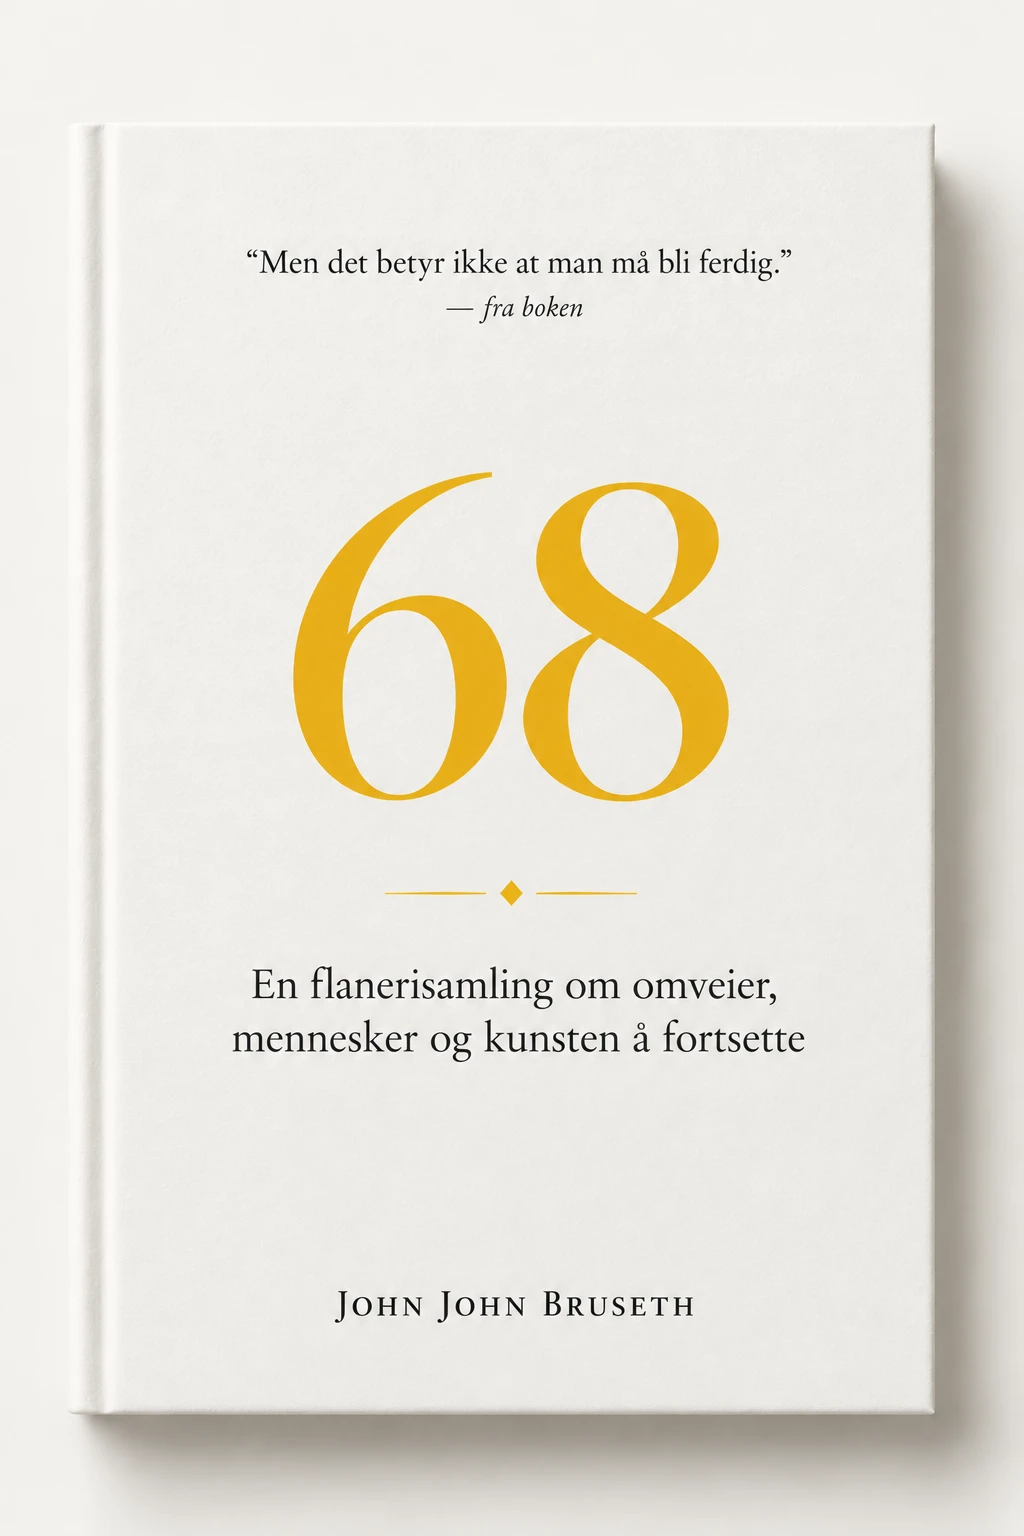 “Men det betyr ikke at man må bli ferdig.”
— fra boken
68
En flanerisamling om omveier,
mennesker og kunsten å fortsette
John John Bruseth